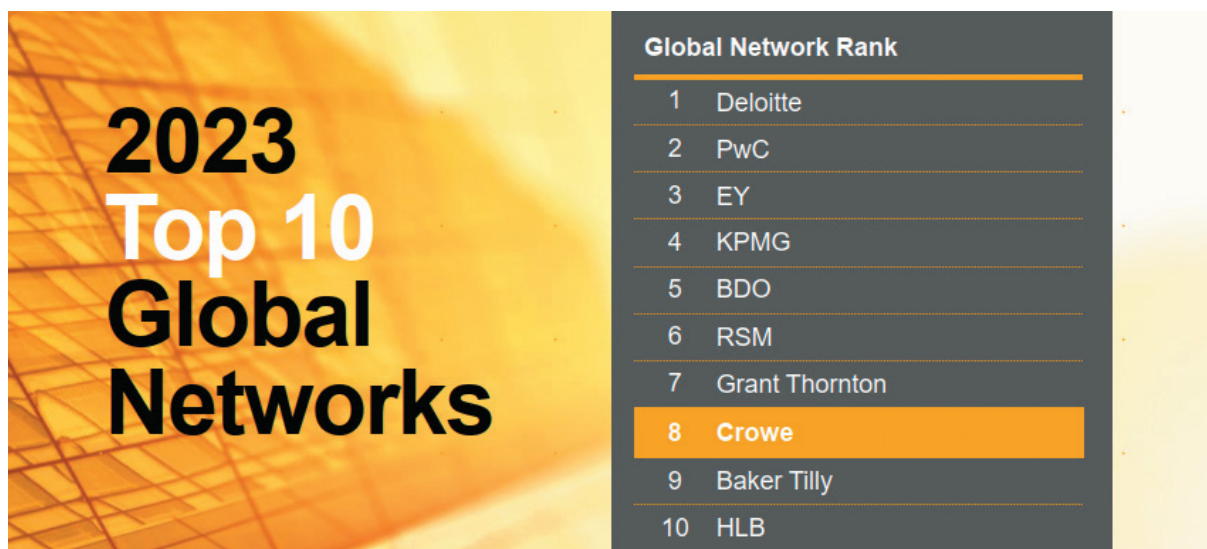 2023
Top 10
Global
Networks
Global Network Rank
1 Deloitte
2 PwC
3 EY
4 KPMG
5 BDO
6 RSM
7 Grant Thornton
8 Crowe
9 Baker Tilly
10 HLB